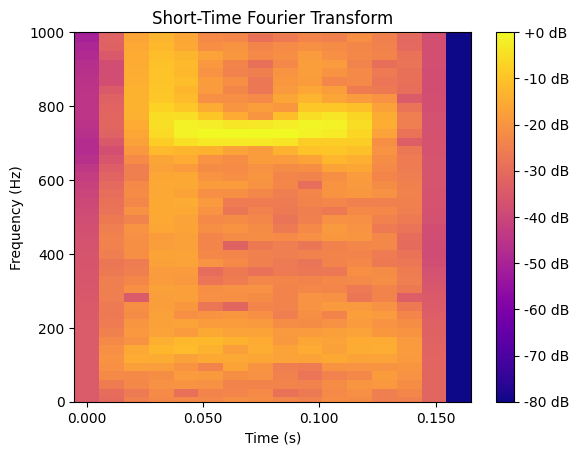 Short-Time Fourier Transform
Frequency (Hz)
1000
800
600
400
200
0
0.000
0.050
0.100
0.150
Time (s)
+0 dB
-10 dB
-20 dB
-30 dB
-40 dB
-50 dB
-60 dB
-70 dB
-80 dB